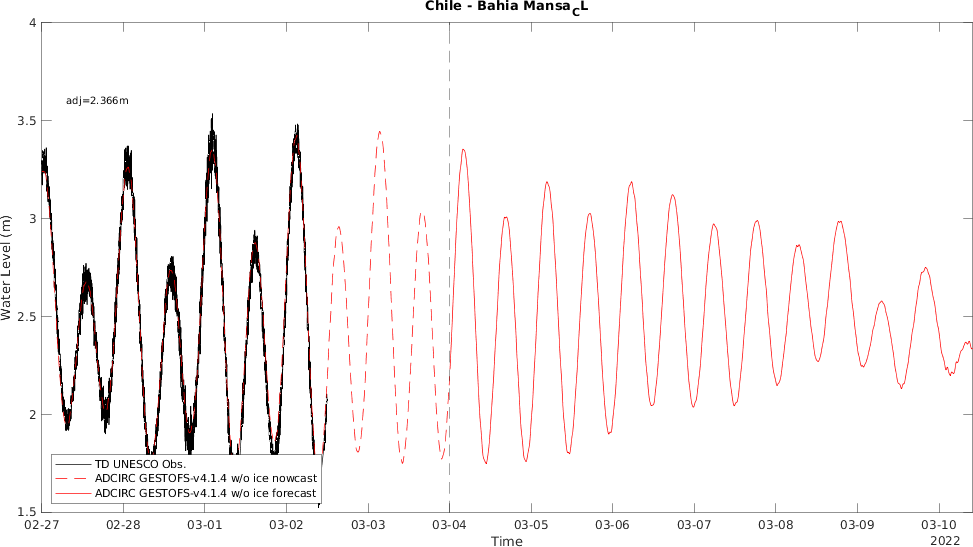 Chile - Bahia Mansa_CL
4
adj=2.366m
3.5
3
Water Level (m)
2.5
2
TD UNESCO Obs.
ADCIRC GESTOFS-v4.1.4 w/o ice nowcast
ADCIRC GESTOFS-v4.1.4 w/o ice forecast
1.5
02-27 02-28 03-01 03-02 03-03 03-04 03-05 03-06 03-07 03-08 03-09 03-10
Time
2022